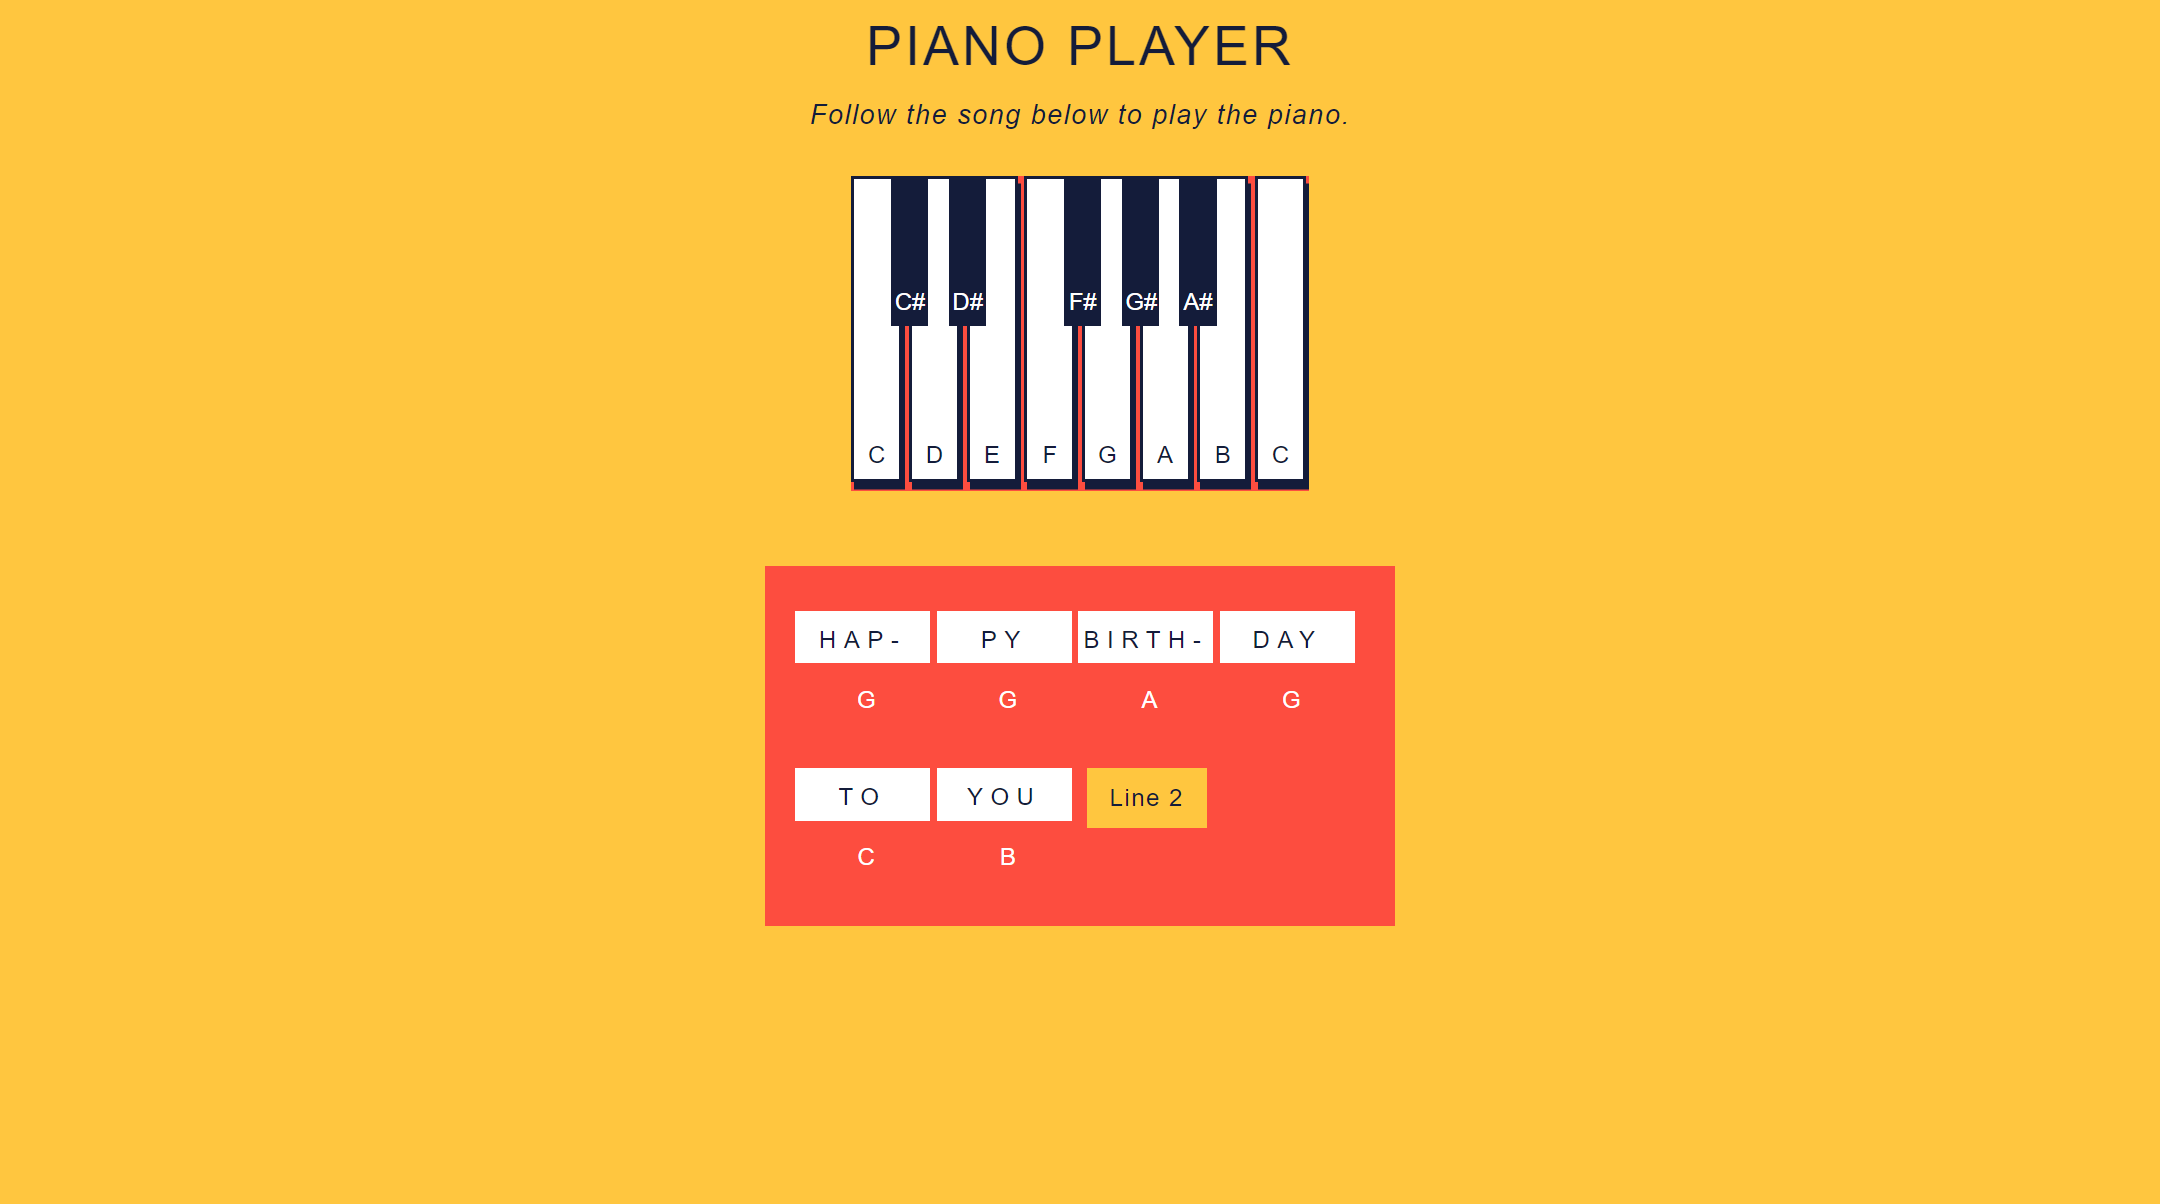 PIANO PLAYER
Follow the song below to play the piano.
C# D# F# G# A#
C D E F G A B C
HAP- PY BIRTH- DAY
G G A G
TO YOU Line 2
C B